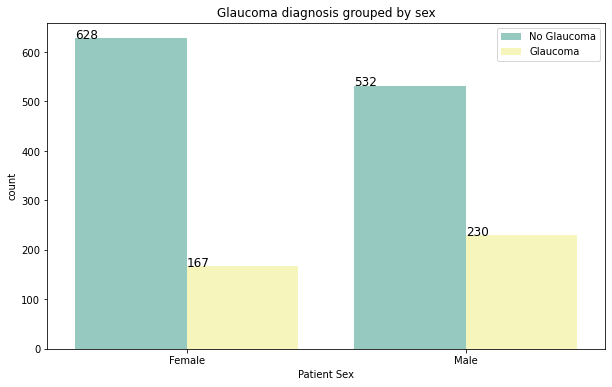 Glaucoma diagnosis grouped by sex
No Glaucoma
Glaucoma
628
167
532
230
600
500
400
300
200
100
0
count
Female
Male
Patient Sex